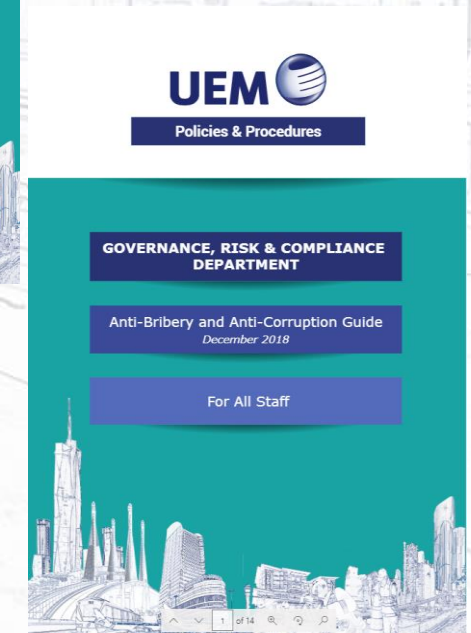 UEM
Policies & Procedures
GOVERNANCE, RISK & COMPLIANCE
DEPARTMENT
Anti-Bribery and Anti-Corruption Guide
December 2018
For All Staff
1 of 14